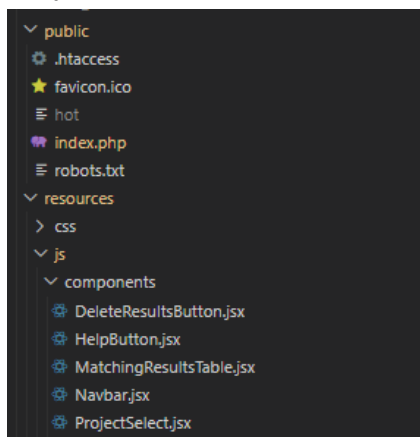 public
.htaccess
favicon.ico
hot
index.php
robots.txt
resources
css
js
components
DeleteResultsButton.jsx
HelpButton.jsx
MatchingResultsTable.jsx
Navbar.jsx
ProjectSelect.jsx